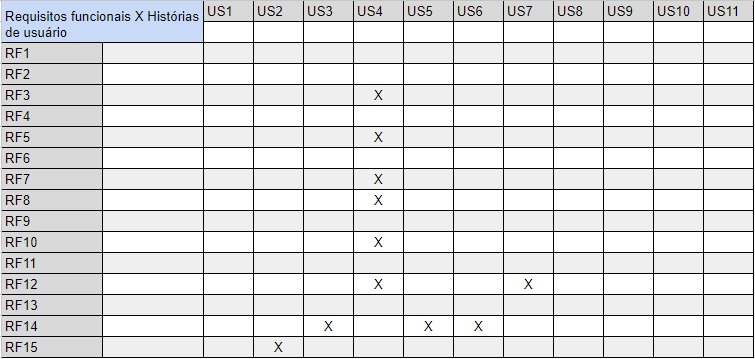 Requisitos funcionais X Histórias de usuário US1 US2 US3 US4 US5 US6 US7 US8 US9 US10 US11
RF1
RF2
RF3 X
RF4
RF5 X
RF6
RF7 X
RF8 X
RF9
RF10 X
RF11
RF12 X X
RF13
RF14 X X X
RF15 X